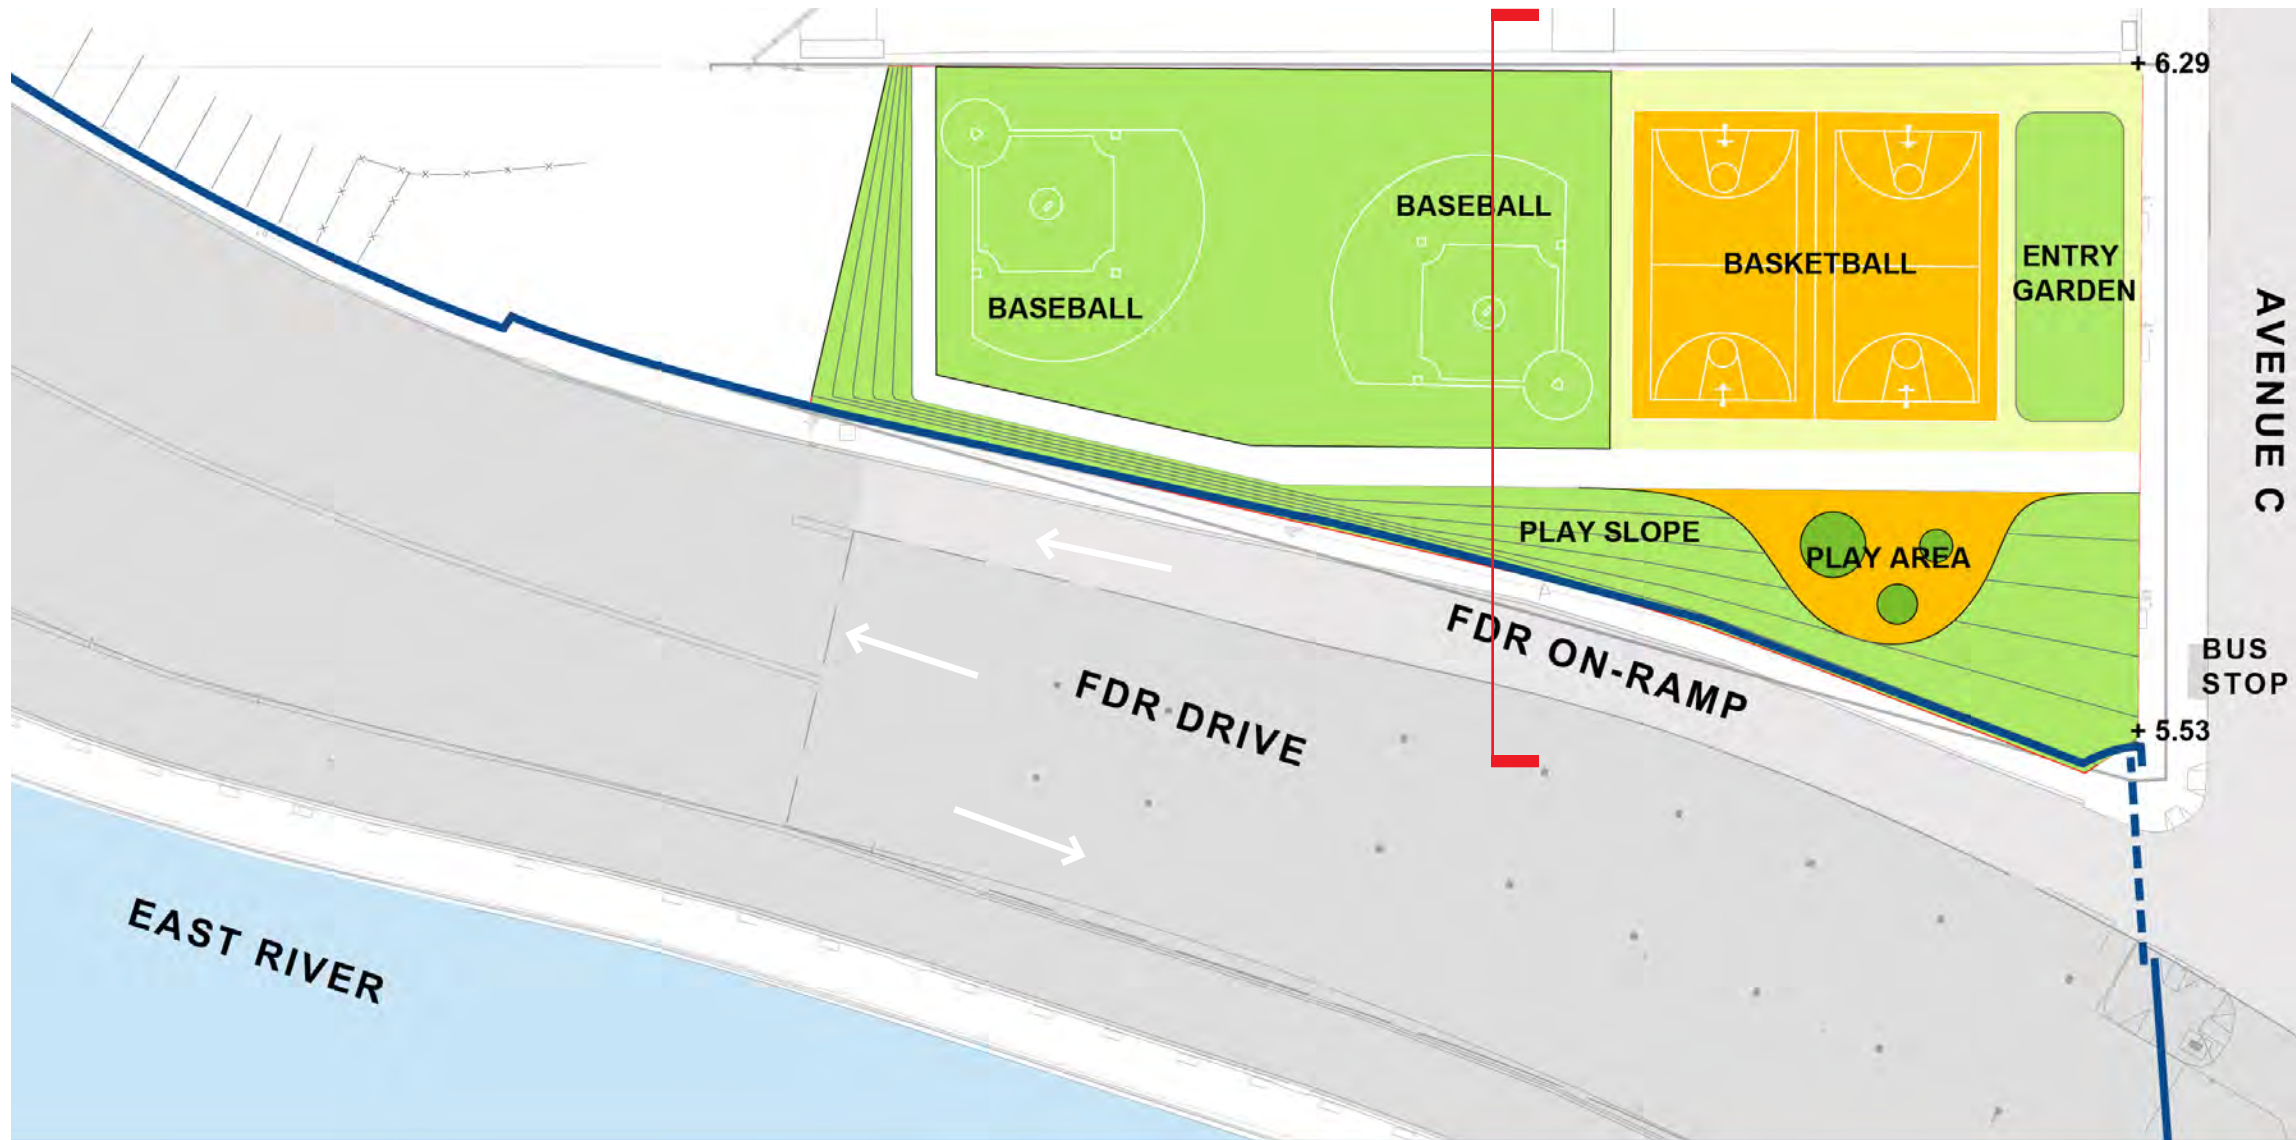 + 6.29
BASEBALL
BASEBALL
BASKETBALL
ENTRY
GARDEN
AVENUE C
PLAY SLOPE
PLAY AREA
FDR ON-RAMP
FDR DRIVE
BUS
STOP
+ 5.53
EAST RIVER